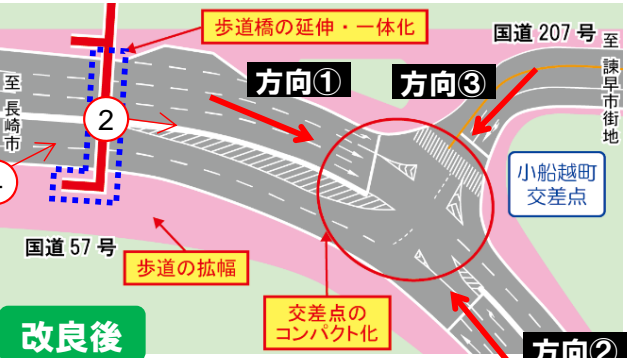 歩道橋の延伸・一体化
国道 207 号
至 諫早市街地
方向①
方向③
至 長崎市
2
小船越町
交差点
国道 57 号
歩道の拡幅
交差点の
コンパクト化
改良後
方向②